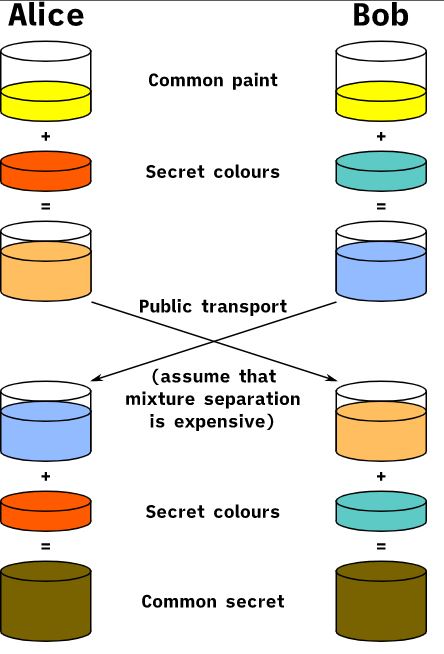 Alice Bob
Common paint
+ +
Secret colours
= =
Public transport
(assume that
mixture separation
is expensive)
+ +
Secret colours
= =
Common secret